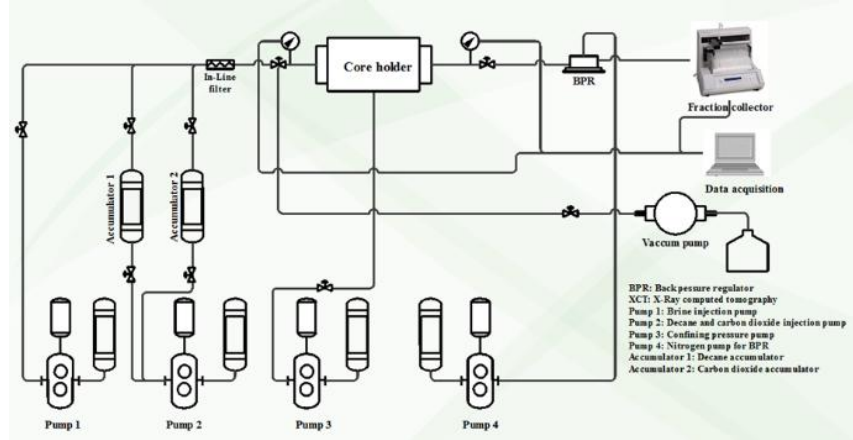 Core holder
In-Line
filter
BPR
Fraction collector
Accumulator 1
Accumulator 2
Data acquisition
Vaccum pump
BPR: Back pessure regulator
XCT: X-Ray computed tomography
Pump 1: Brine injection pump
Pump 2: Decane and carbon dioxide injection pump
Pump 3: Confining pressure pump
Pump 4: Nitrogen pump for BPR
Accumulator 1: Decane accumulator
Accumulator 2: Carbon dioxide accumulator
Pump 1
Pump 2
Pump 3
Pump 4